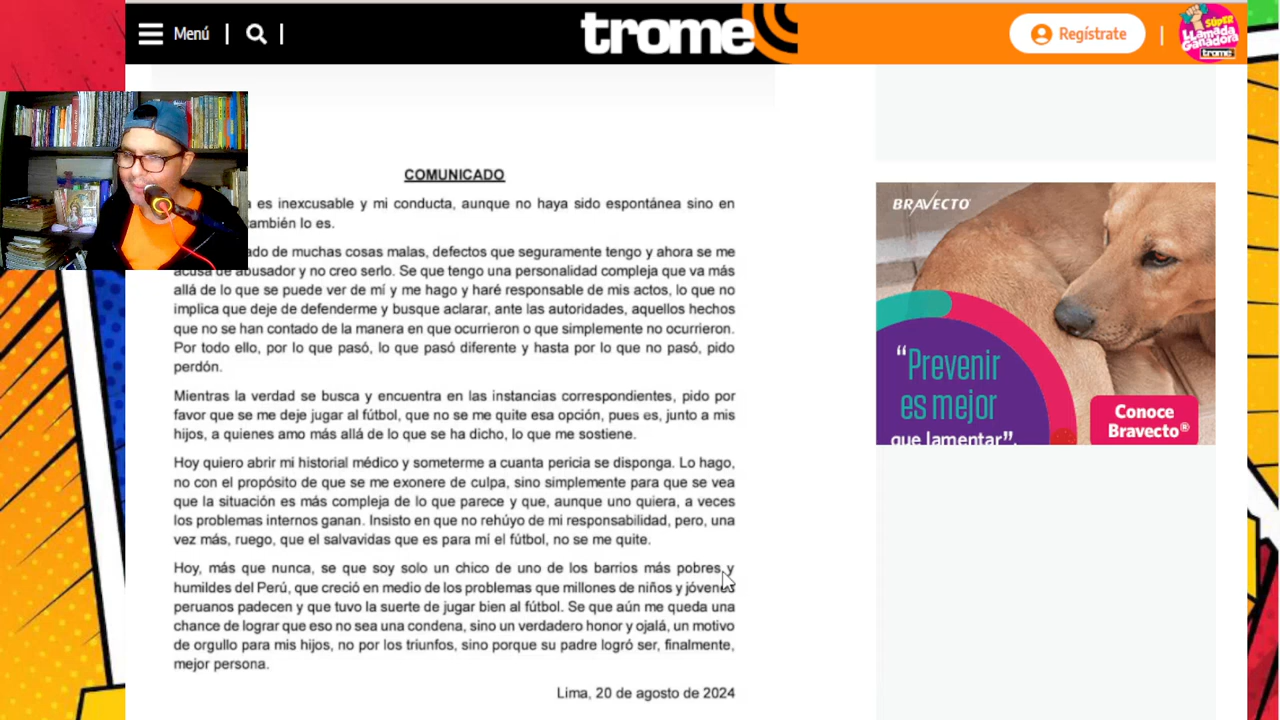 Menú
trome
Regístrate
SÚPER
LLamada
Ganadora
trome
COMUNICADO
es inexcusable y mi conducta, aunque no haya sido espontánea sino en
también lo es.
de muchas cosas malas, defectos que seguramente tengo y ahora se me
acusa de abusador y no creo serlo. Se que tengo una personalidad compleja que va más
allá de lo que se puede ver de mí y me hago y haré responsable de mis actos, lo que no
implica que deje de defenderme y busque aclarar, ante las autoridades, aquellos hechos
que no se han contado de la manera en que ocurrieron o que simplemente no ocurrieron.
Por todo ello, por lo que pasó, lo que pasó diferente y hasta por lo que no pasó, pido
perdón.
Mientras la verdad se busca y encuentra en las instancias correspondientes, pido por
favor que se me deje jugar al fútbol, que no se me quite esa opción, pues es, junto a mis
hijos, a quienes amo más allá de lo que se ha dicho, lo que me sostiene.
Hoy quiero abrir mi historial médico y someterme a cuanta pericia se disponga. Lo hago,
no con el propósito de que se me exonere de culpa, sino simplemente para que se vea
que la situación es más compleja de lo que parece y que, aunque uno quiera, a veces
los problemas internos ganan. Insisto en que no rehúyo de mi responsabilidad, pero, una
vez más, ruego, que el salvavidas que es para mí el fútbol, no se me quite.
Hoy, más que nunca, se que soy solo un chico de uno de los barrios más pobres y
humildes del Perú, que creció en medio de los problemas que millones de niños y jóvenes
peruanos padecen y que tuvo la suerte de jugar bien al fútbol. Se que aún me queda una
chance de lograr que eso no sea una condena, sino un verdadero honor y ojalá, un motivo
de orgullo para mis hijos, no por los triunfos, sino porque su padre logró ser, finalmente,
mejor persona.
Lima, 20 de agosto de 2024
BRAVECTO
“Prevenir
es mejor
que lamentar”.
Conoce
Bravecto®